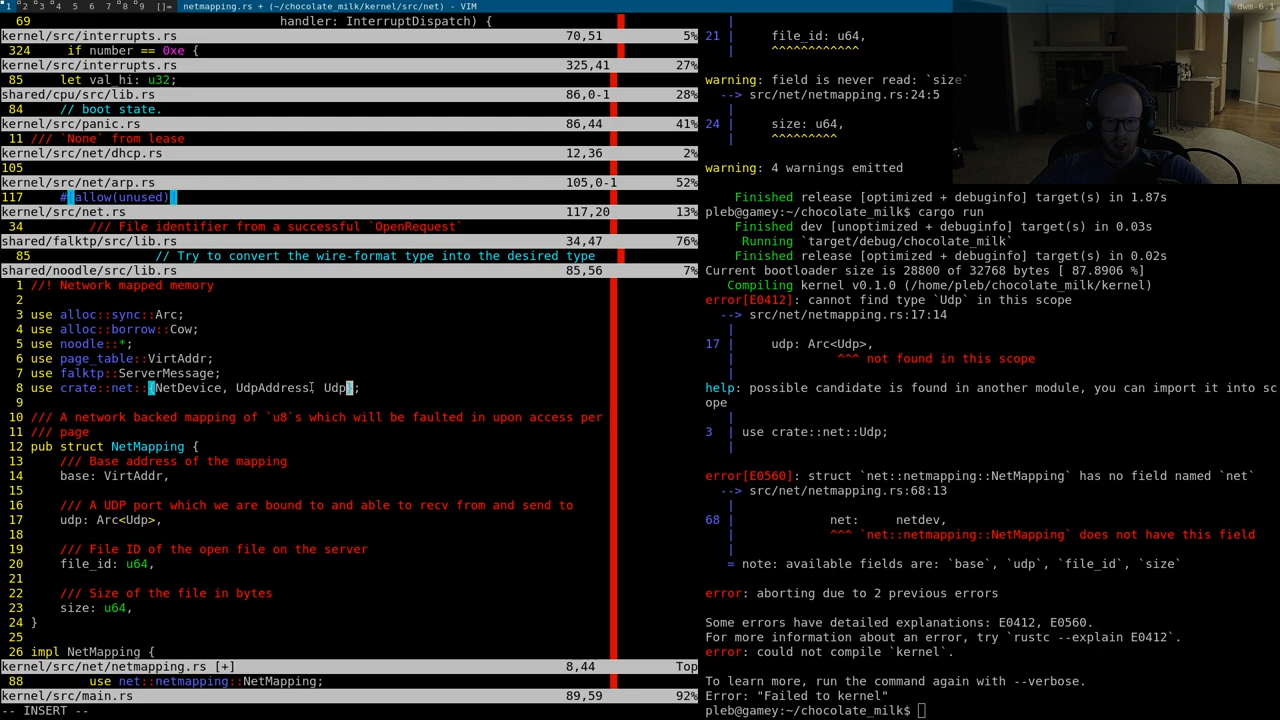 1 2 3 4 5 6 7 8 9 []= netmapping.rs + (~/chocolate_milk/kernel/src/net) - VIM dwm-6.1
69 handler: InterruptDispatch) {
kernel/src/interrupts.rs 70,51 5%
324 if number == 0xe {
kernel/src/interrupts.rs 325,41 27%
85 let val_hi: u32;
shared/cpu/src/lib.rs 86,0-1 28%
84 // boot state.
kernel/src/panic.rs 86,44 41%
11 /// `None` from lease
kernel/src/net/dhcp.rs 12,36 2%
105
kernel/src/net/arp.rs 105,0-1 52%
117 #[allow(unused)]
kernel/src/net.rs 117,20 13%
34 /// File identifier from a successful `OpenRequest`
shared/falktp/src/lib.rs 34,47 76%
85 // Try to convert the wire-format type into the desired type
shared/noodle/src/lib.rs 85,56 7%
1 //! Network mapped memory
2
3 use alloc::sync::Arc;
4 use alloc::borrow::Cow;
5 use noodle::*;
6 use page_table::VirtAddr;
7 use falktp::ServerMessage;
8 use crate::net::{NetDevice, UdpAddress, Udp};
9
10 /// A network backed mapping of `u8`s which will be faulted in upon access per
11 /// page
12 pub struct NetMapping {
13 /// Base address of the mapping
14 base: VirtAddr,
15
16 /// A UDP port which we are bound to and able to recv from and send to
17 udp: Arc<Udp>,
18
19 /// File ID of the open file on the server
20 file_id: u64,
21
22 /// Size of the file in bytes
23 size: u64,
24 }
25
26 impl NetMapping {
kernel/src/net/netmapping.rs [+] 8,44 Top
88 use net::netmapping::NetMapping;
kernel/src/main.rs 89,59 92%
-- INSERT --
|
21 | file_id: u64,
| ^^^^^^^^^^^^
warning: field is never read: `size`
--> src/net/netmapping.rs:24:5
|
24 | size: u64,
| ^^^^^^^^^
warning: 4 warnings emitted
Finished release [optimized + debuginfo] target(s) in 1.87s
pleb@gamey:~/chocolate_milk$ cargo run
Finished dev [unoptimized + debuginfo] target(s) in 0.03s
Running `target/debug/chocolate_milk`
Finished release [optimized + debuginfo] target(s) in 0.02s
Current bootloader size is 28800 of 32768 bytes [ 87.8906 %]
Compiling kernel v0.1.0 (/home/pleb/chocolate_milk/kernel)
error[E0412]: cannot find type `Udp` in this scope
--> src/net/netmapping.rs:17:14
|
17 | udp: Arc<Udp>,
| ^^^ not found in this scope
|
help: possible candidate is found in another module, you can import it into sc
ope
|
3 | use crate::net::Udp;
|
error[E0560]: struct `net::netmapping::NetMapping` has no field named `net`
--> src/net/netmapping.rs:68:13
|
68 | net: netdev,
| ^^^ `net::netmapping::NetMapping` does not have this field
|
= note: available fields are: `base`, `udp`, `file_id`, `size`
error: aborting due to 2 previous errors
Some errors have detailed explanations: E0412, E0560.
For more information about an error, try `rustc --explain E0412`.
error: could not compile `kernel`.
To learn more, run the command again with --verbose.
Error: "Failed to kernel"
pleb@gamey:~/chocolate_milk$